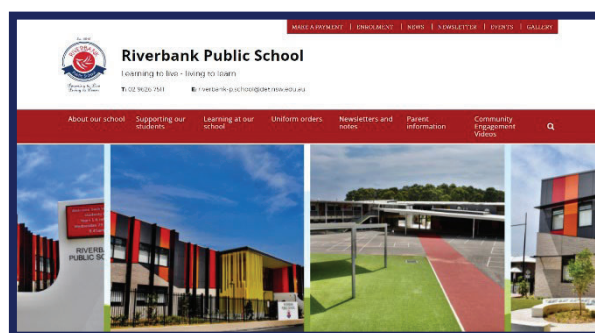 MAKE A PAYMENT | ENROLMENT | NEWS | NEWSLETTER | EVENTS | GALLERY
RIVERBANK
Riverbank Public School
Learning to live - living to learn
T: 02 9626 7511 E: riverbank-p.school@det.nsw.edu.au
About our school
Supporting our students
Learning at our school
Uniform orders
Newsletters and notes
Parent information
Community Engagement Videos
RIVERB
PUBLIC SC